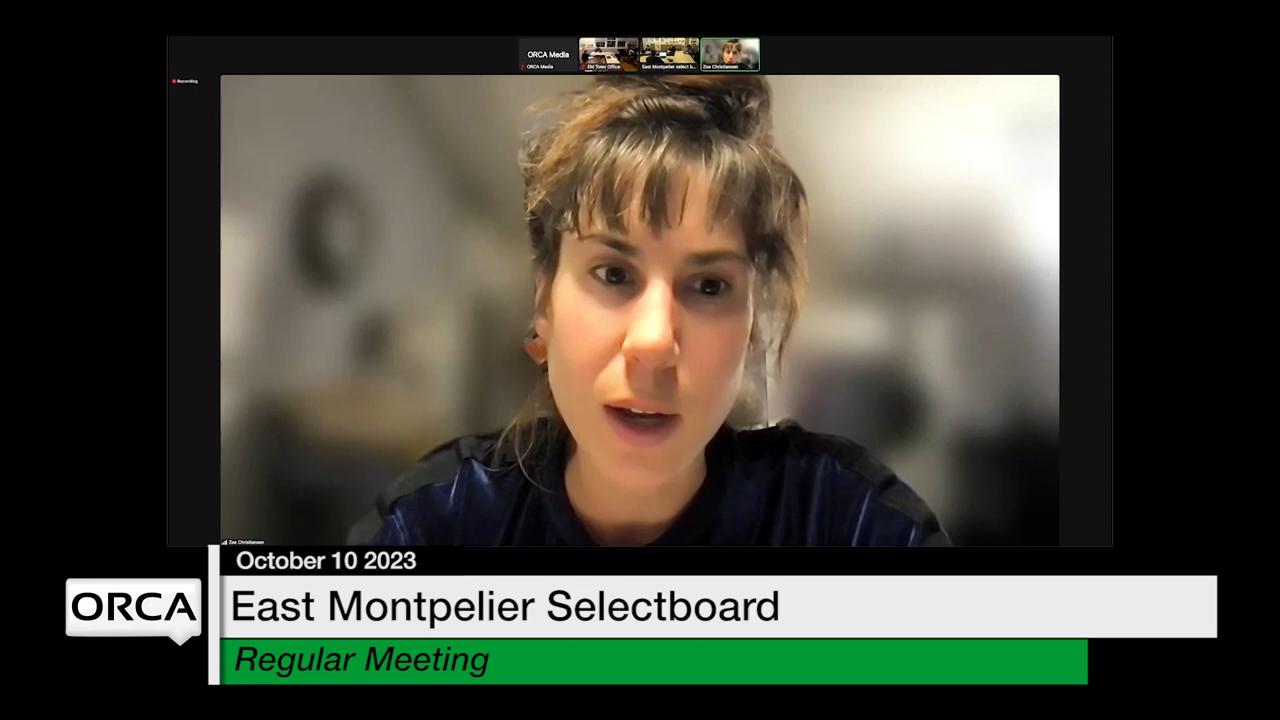 ORCA Media
ORCA Media
EM Town Office
East Montpelier select b...
Zoe Christiansen
Recording
Zoe Christiansen
October 10 2023
ORCA
East Montpelier Selectboard
Regular Meeting